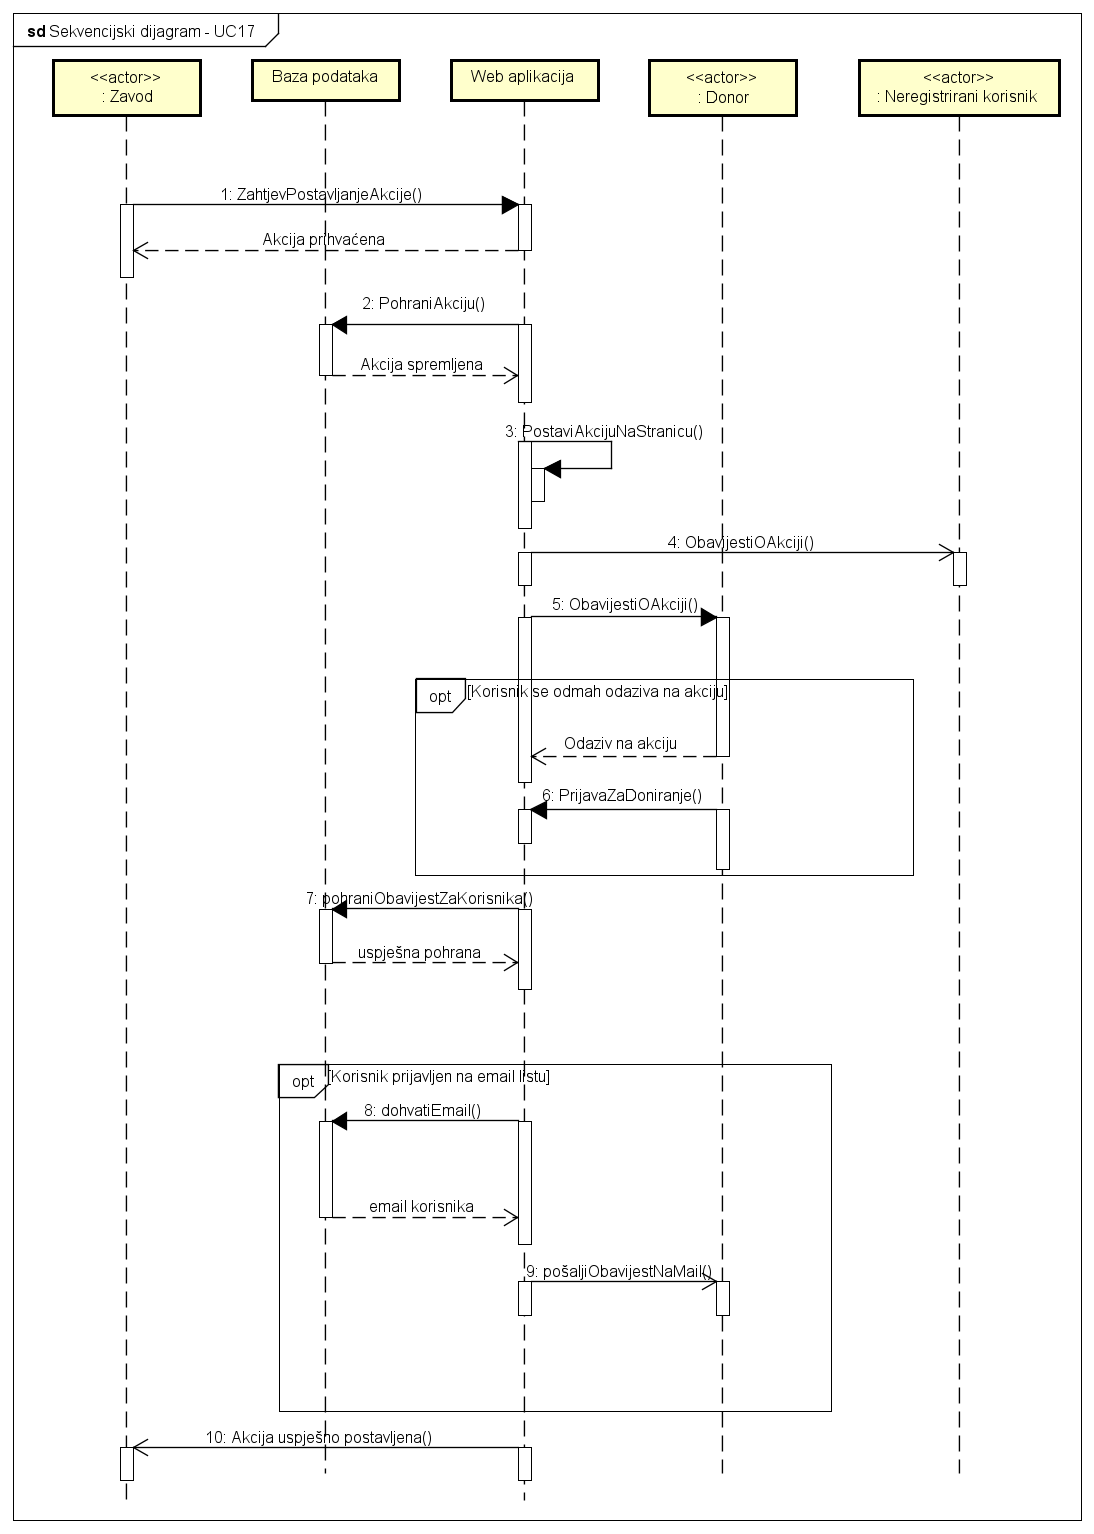 sd Sekvencijski dijagram - UC17
<<actor>>
: Zavod
Baza podataka
Web aplikacija
<<actor>>
: Donor
<<actor>>
: Neregistrirani korisnik
1: ZahtjevPostavljanjeAkcije()
Akcija prihvaćena
2: PohraniAkciju()
Akcija spremljena
3: PostaviAkcijuNaStranicu()
4: ObavijestiOAkciji()
5: ObavijestiOAkciji()
opt
[Korisnik se odmah odaziva na akciju]
Odaziv na akciju
6: PrijavaZaDoniranje()
7: pohraniObavijestZaKorisnika()
uspješna pohrana
opt
[Korisnik prijavljen na email listu]
8: dohvatiEmail()
email korisnika
9: pošaljiObavijestNaMail()
10: Akcija uspješno postavljena()